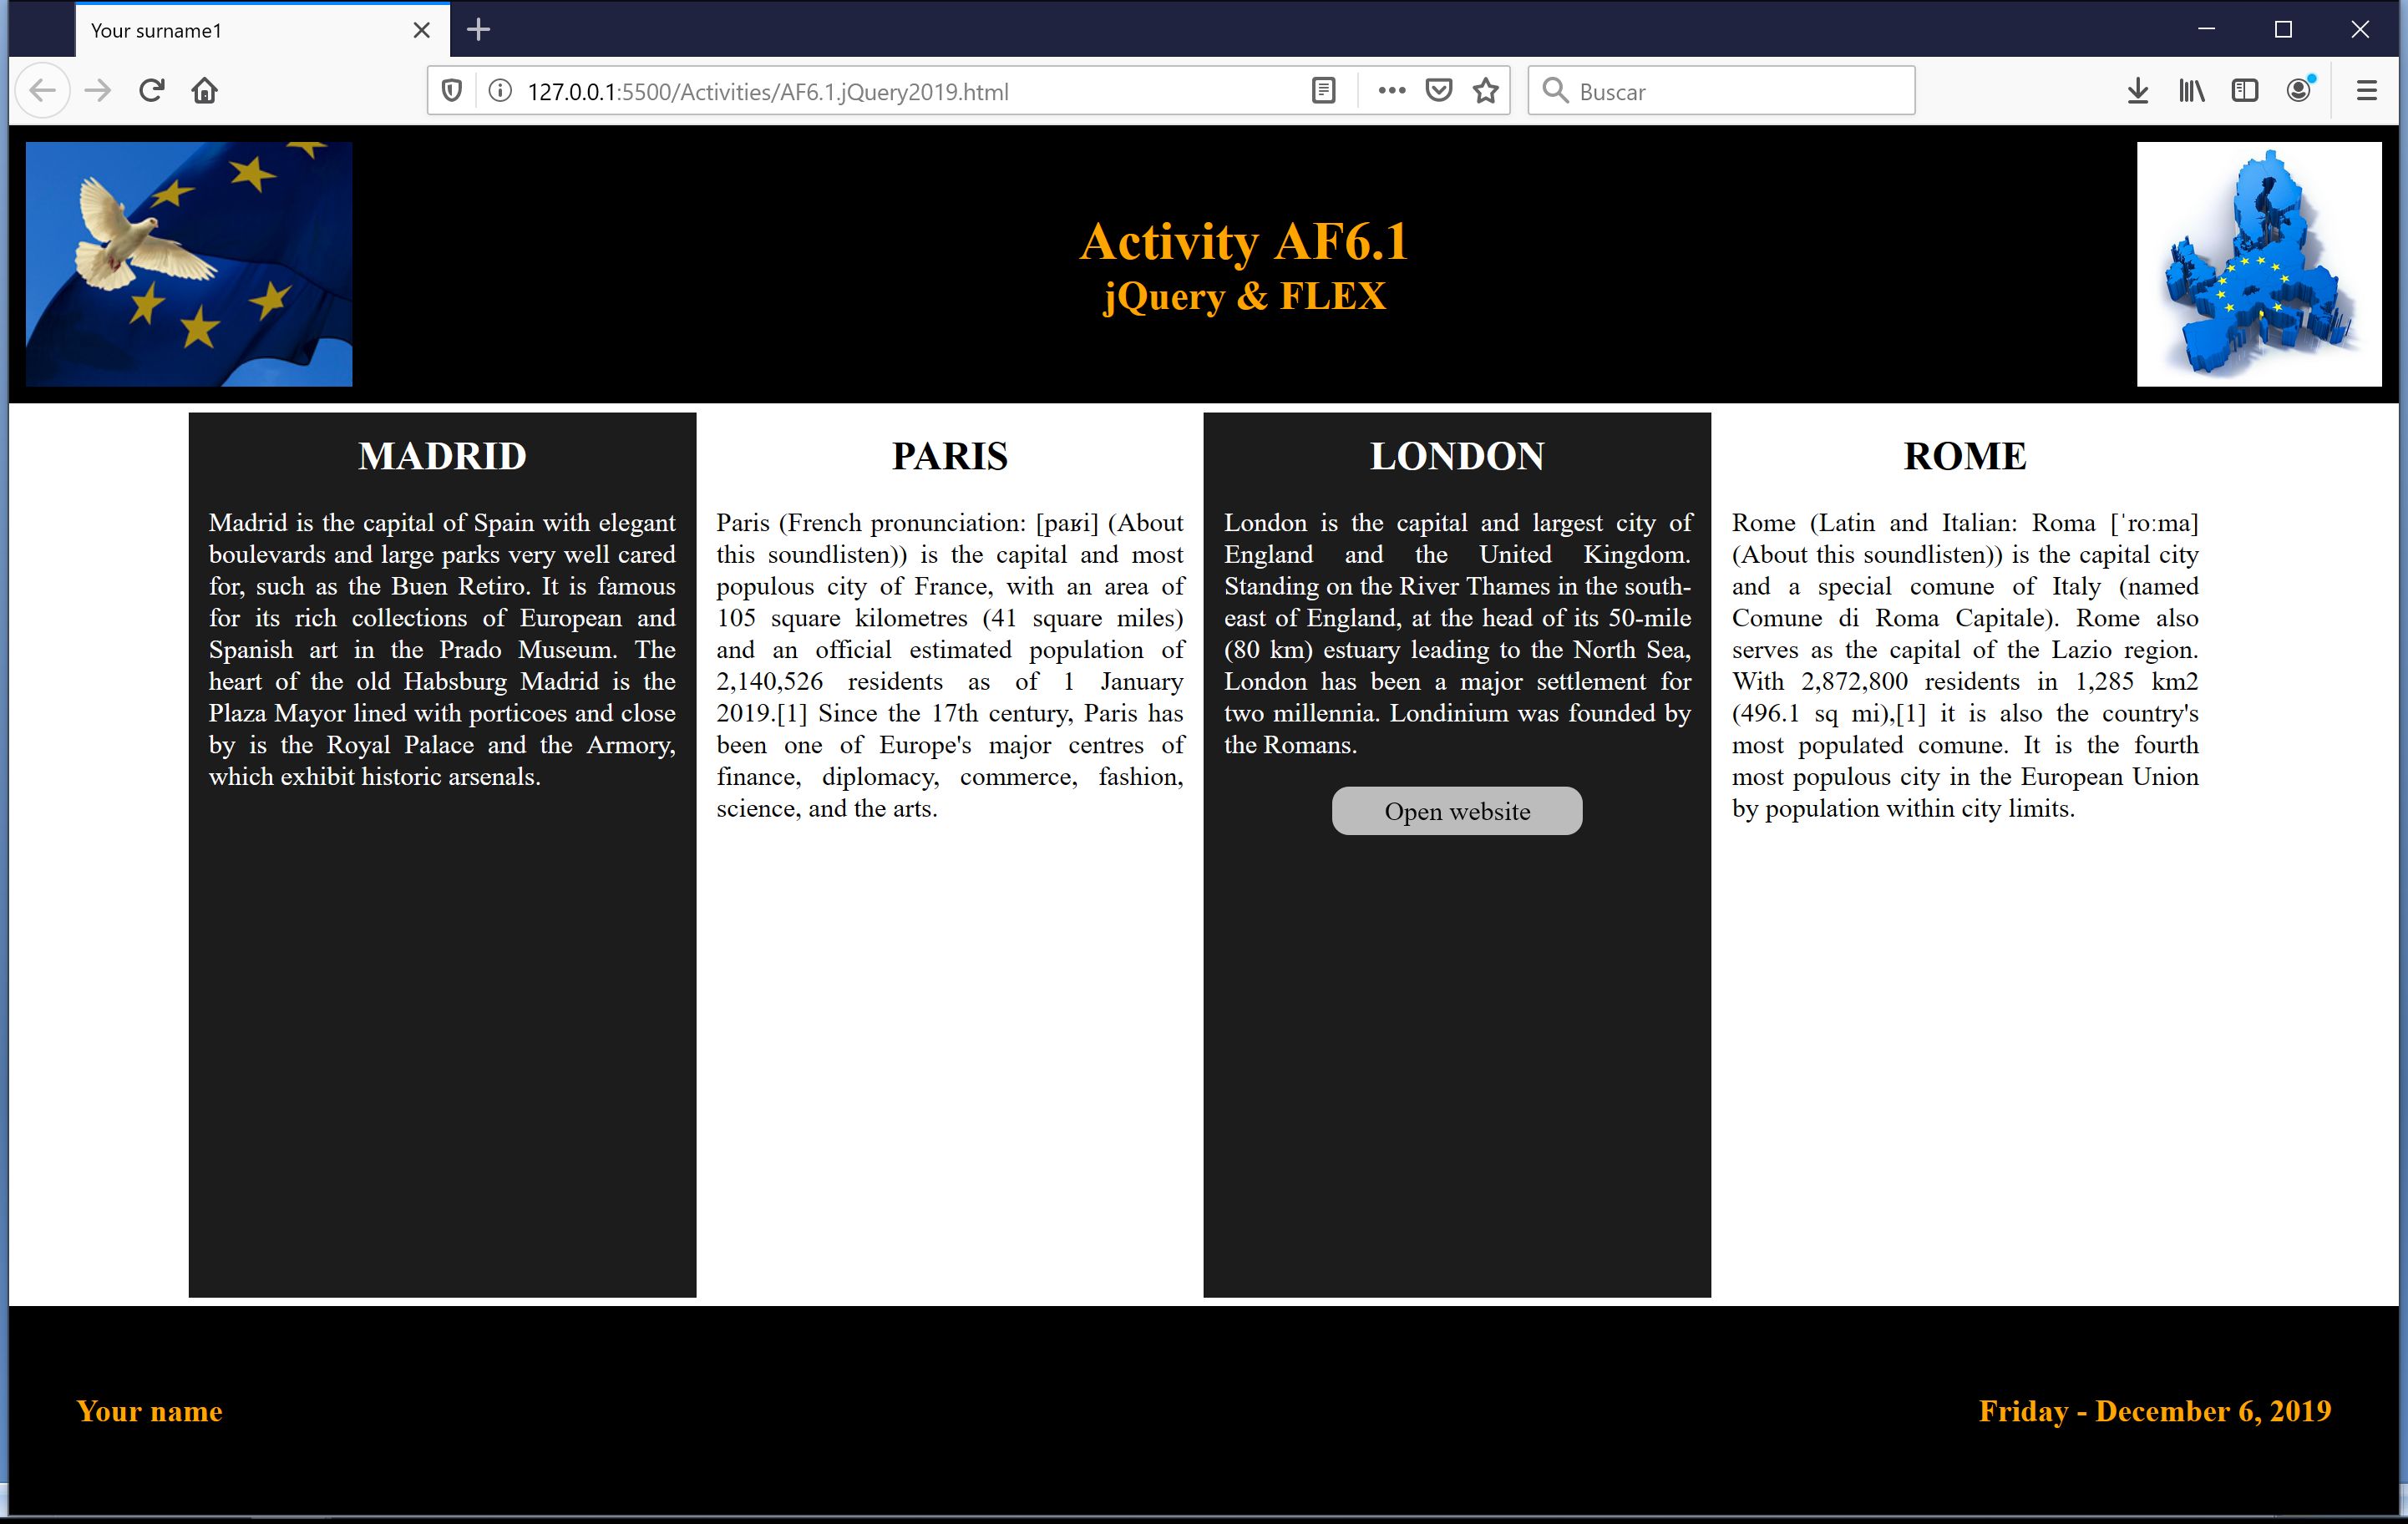 Your surname1
127.0.0.1:5500/Activities/AF6.1.jQuery2019.html
Buscar
Activity AF6.1
jQuery & FLEX
MADRID
Madrid is the capital of Spain with elegant
boulevards and large parks very well cared
for, such as the Buen Retiro. It is famous
for its rich collections of European and
Spanish art in the Prado Museum. The
heart of the old Habsburg Madrid is the
Plaza Mayor lined with porticoes and close
by is the Royal Palace and the Armory,
which exhibit historic arsenals.
PARIS
Paris (French pronunciation: [paʁi] (About
this soundlisten)) is the capital and most
populous city of France, with an area of
105 square kilometres (41 square miles)
and an official estimated population of
2,140,526 residents as of 1 January
2019.[1] Since the 17th century, Paris has
been one of Europe's major centres of
finance, diplomacy, commerce, fashion,
science, and the arts.
LONDON
London is the capital and largest city of
England and the United Kingdom.
Standing on the River Thames in the south-
east of England, at the head of its 50-mile
(80 km) estuary leading to the North Sea,
London has been a major settlement for
two millennia. Londinium was founded by
the Romans.
Open website
ROME
Rome (Latin and Italian: Roma [ˈroːma]
(About this soundlisten)) is the capital city
and a special comune of Italy (named
Comune di Roma Capitale). Rome also
serves as the capital of the Lazio region.
With 2,872,800 residents in 1,285 km2
(496.1 sq mi),[1] it is also the country's
most populated comune. It is the fourth
most populous city in the European Union
by population within city limits.
Your name
Friday - December 6, 2019